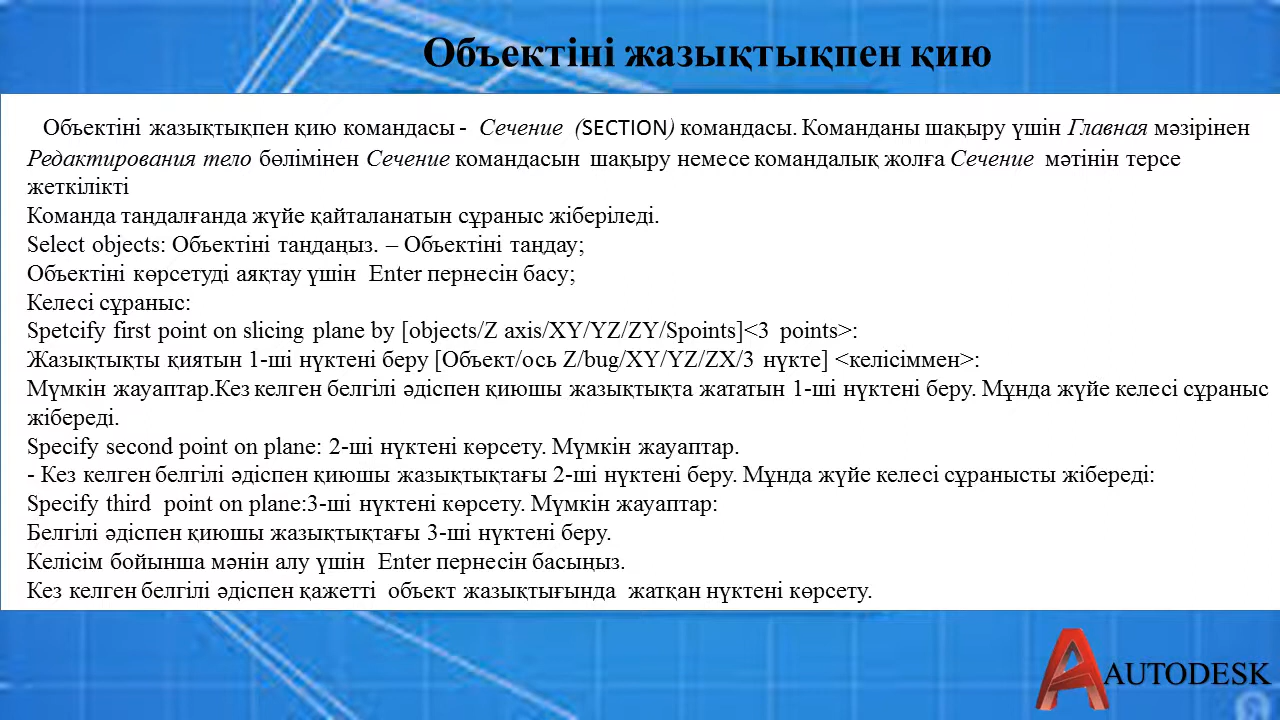 Объектіні жазықтықпен қию
Объектіні жазықтықпен қию командасы - Сечение (SECTION) командасы. Команданы шақыру үшін Главная мәзірінен
Редактирования тело бөлімінен Сечение командасын шақыру немесе командалық жолға Сечение мәтінін терсе
жеткілікті
Команда таңдалғанда жүйе қайталанатын сұраныс жіберіледі.
Select objects: Объектіні таңдаңыз. – Объектіні таңдау;
Объектіні көрсетуді аяқтау үшін Enter пернесін басу;
Келесі сұраныс:
Spetcify first point on slicing plane by [objects/Z axis/XY/YZ/ZY/Spoints]<3 points>:
Жазықтықты қиятын 1-ші нүктені беру [Объект/ось Z/bug/XY/YZ/ZX/3 нүкте] <келісіммен>:
Мүмкін жауаптар.Кез келген белгілі әдіспен қиюшы жазықтықта жататын 1-ші нүктені беру. Мұнда жүйе келесі сұраныс
жібереді.
Specify second point on plane: 2-ші нүктені көрсету. Мүмкін жауаптар.
- Кез келген белгілі әдіспен қиюшы жазықтықтағы 2-ші нүктені беру. Мұнда жүйе келесі сұранысты жібереді:
Specify third point on plane:3-ші нүктені көрсету. Мүмкін жауаптар:
Белгілі әдіспен қиюшы жазықтықтағы 3-ші нүктені беру.
Келісім бойынша мәнін алу үшін Enter пернесін басыңыз.
Кез келген белгілі әдіспен қажетті объект жазықтығында жатқан нүктені көрсету.
AUTODESK